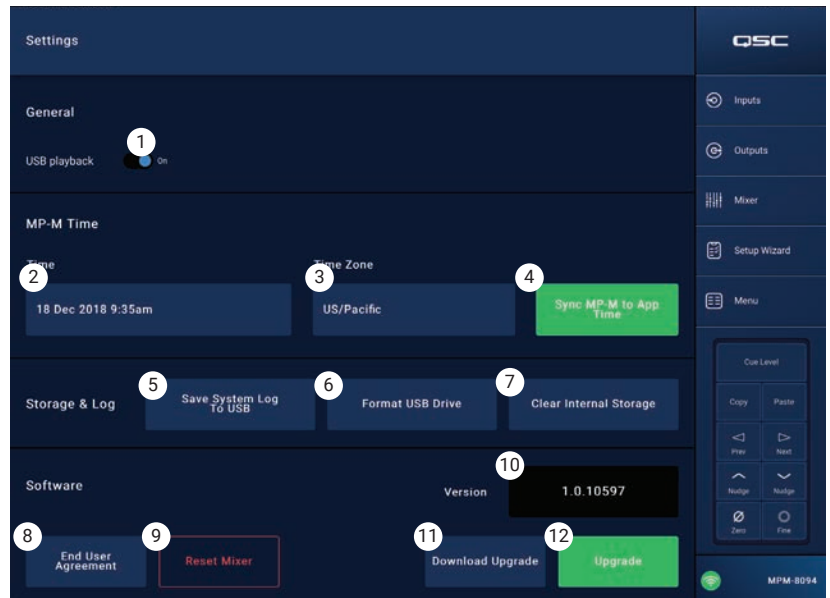 Settings
QSC
General
1
USB playback
On
MP-M Time
Time
Time Zone
2
3
4
18 Dec 2018 9:35am
US/Pacific
Sync MP-M to App
Time
Storage & Log
5
6
7
Save System Log
To USB
Format USB Drive
Clear Internal Storage
Software
10
Version
1.0.10597
8
9
11
12
End User
Agreement
Reset Mixer
Download Upgrade
Upgrade
Inputs
Outputs
Mixer
Setup Wizard
Menu
Cue Level
Copy
Paste
Prev
Next
Nudge
Nudge
Zero
Fine
MPM-8094